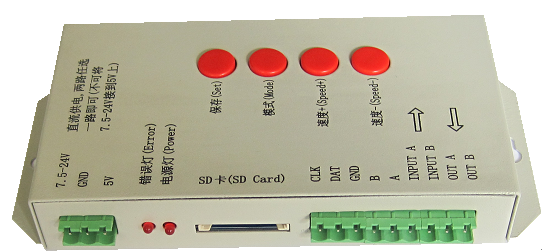 直流供电,两路任选
一路即可(不可将
7.5-24V接到5V上)
保存(Set)
模式(Mode)
速度+(Speed+)
速度-(Speed-)
7.5-24V
GND
5V
错误灯(Error)
电源灯(Power)
SD卡(SD Card)
CLK
DAT
GND
B
A
INPUT A
INPUT B
OUT A
OUT B